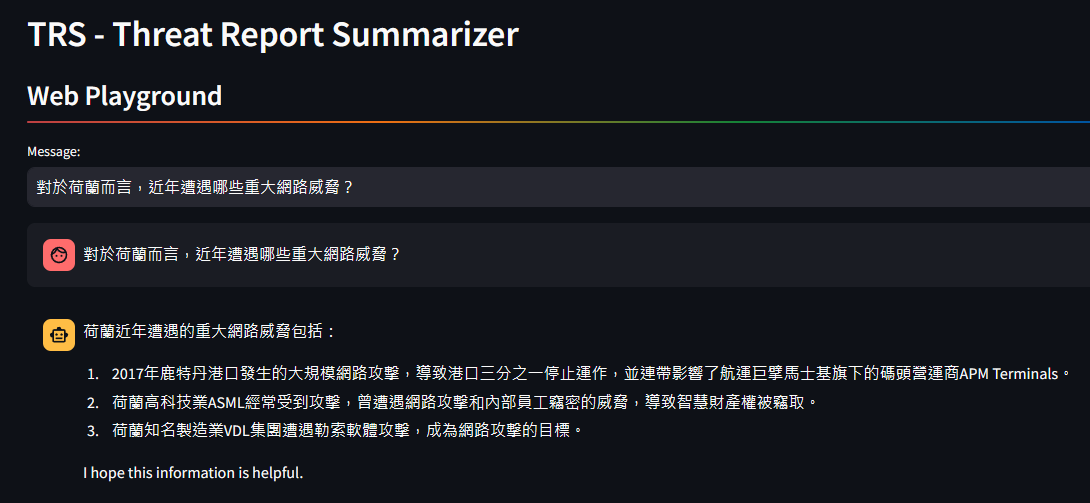 TRS - Threat Report Summarizer
Web Playground
Message:
對於荷蘭而言，近年遭遇哪些重大網路威脅？
對於荷蘭而言，近年遭遇哪些重大網路威脅？
荷蘭近年遭遇的重大網路威脅包括：
1. 2017年鹿特丹港口發生的大規模網路攻擊，導致港口三分之一停止運作，並連帶影響了航運巨擘馬士基旗下的碼頭營運商APM Terminals。
2. 荷蘭高科技業ASML經常受到攻擊，曾遭遇網路攻擊和內部員工竊密的威脅，導致智慧財產權被竊取。
3. 荷蘭知名製造業VDL集團遭遇勒索軟體攻擊，成為網路攻擊的目標。
I hope this information is helpful.